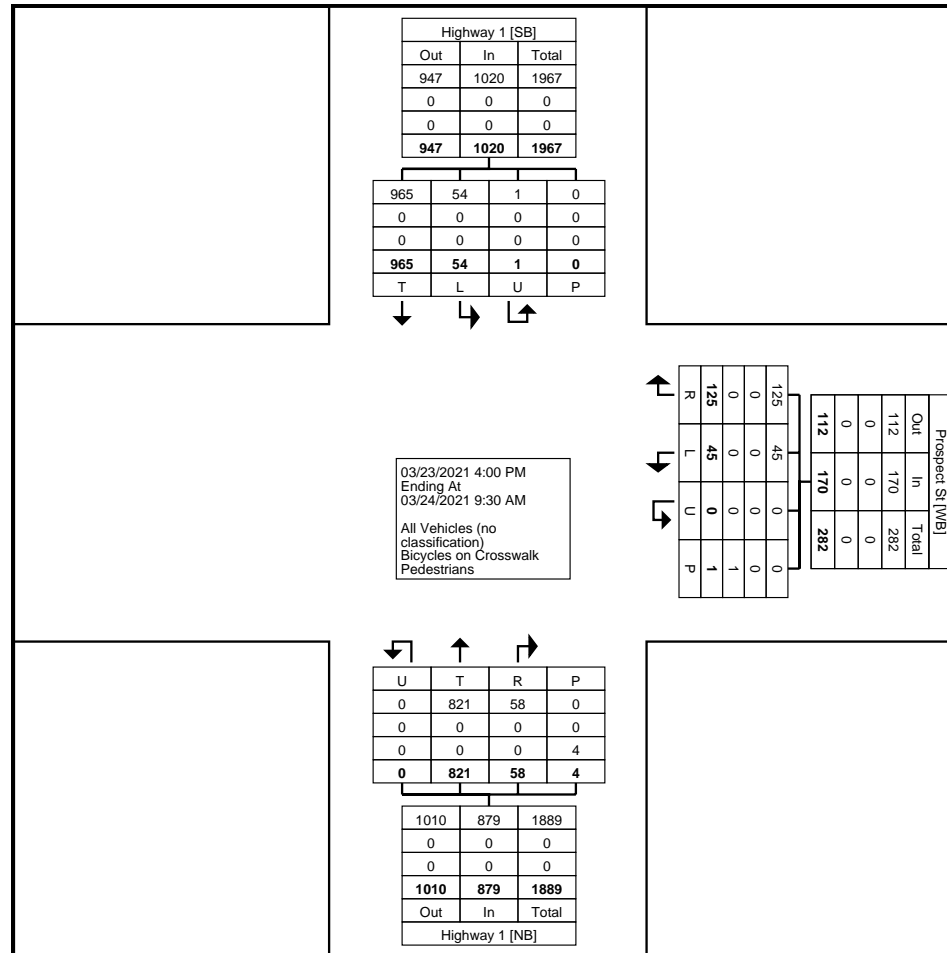 Highway 1 [SB]
Out In Total
947 1020 1967
0 0 0
0 0 0
947 1020 1967
965 54 1 0
0 0 0 0
0 0 0 0
965 54 1 0
T L U P
Prospect St [WB]
Out In Total
112 170 282
0 0 0
0 0 0
112 170 282
125 45 0 0
0 0 0 0
0 0 0 1
125 45 0 1
R L U P
03/23/2021 4:00 PM
Ending At
03/24/2021 9:30 AM
All Vehicles (no
classification)
Bicycles on Crosswalk
Pedestrians
U T R P
0 821 58 0
0 0 0 0
0 0 0 4
0 821 58 4
1010 879 1889
0 0 0
0 0 0
1010 879 1889
Out In Total
Highway 1 [NB]